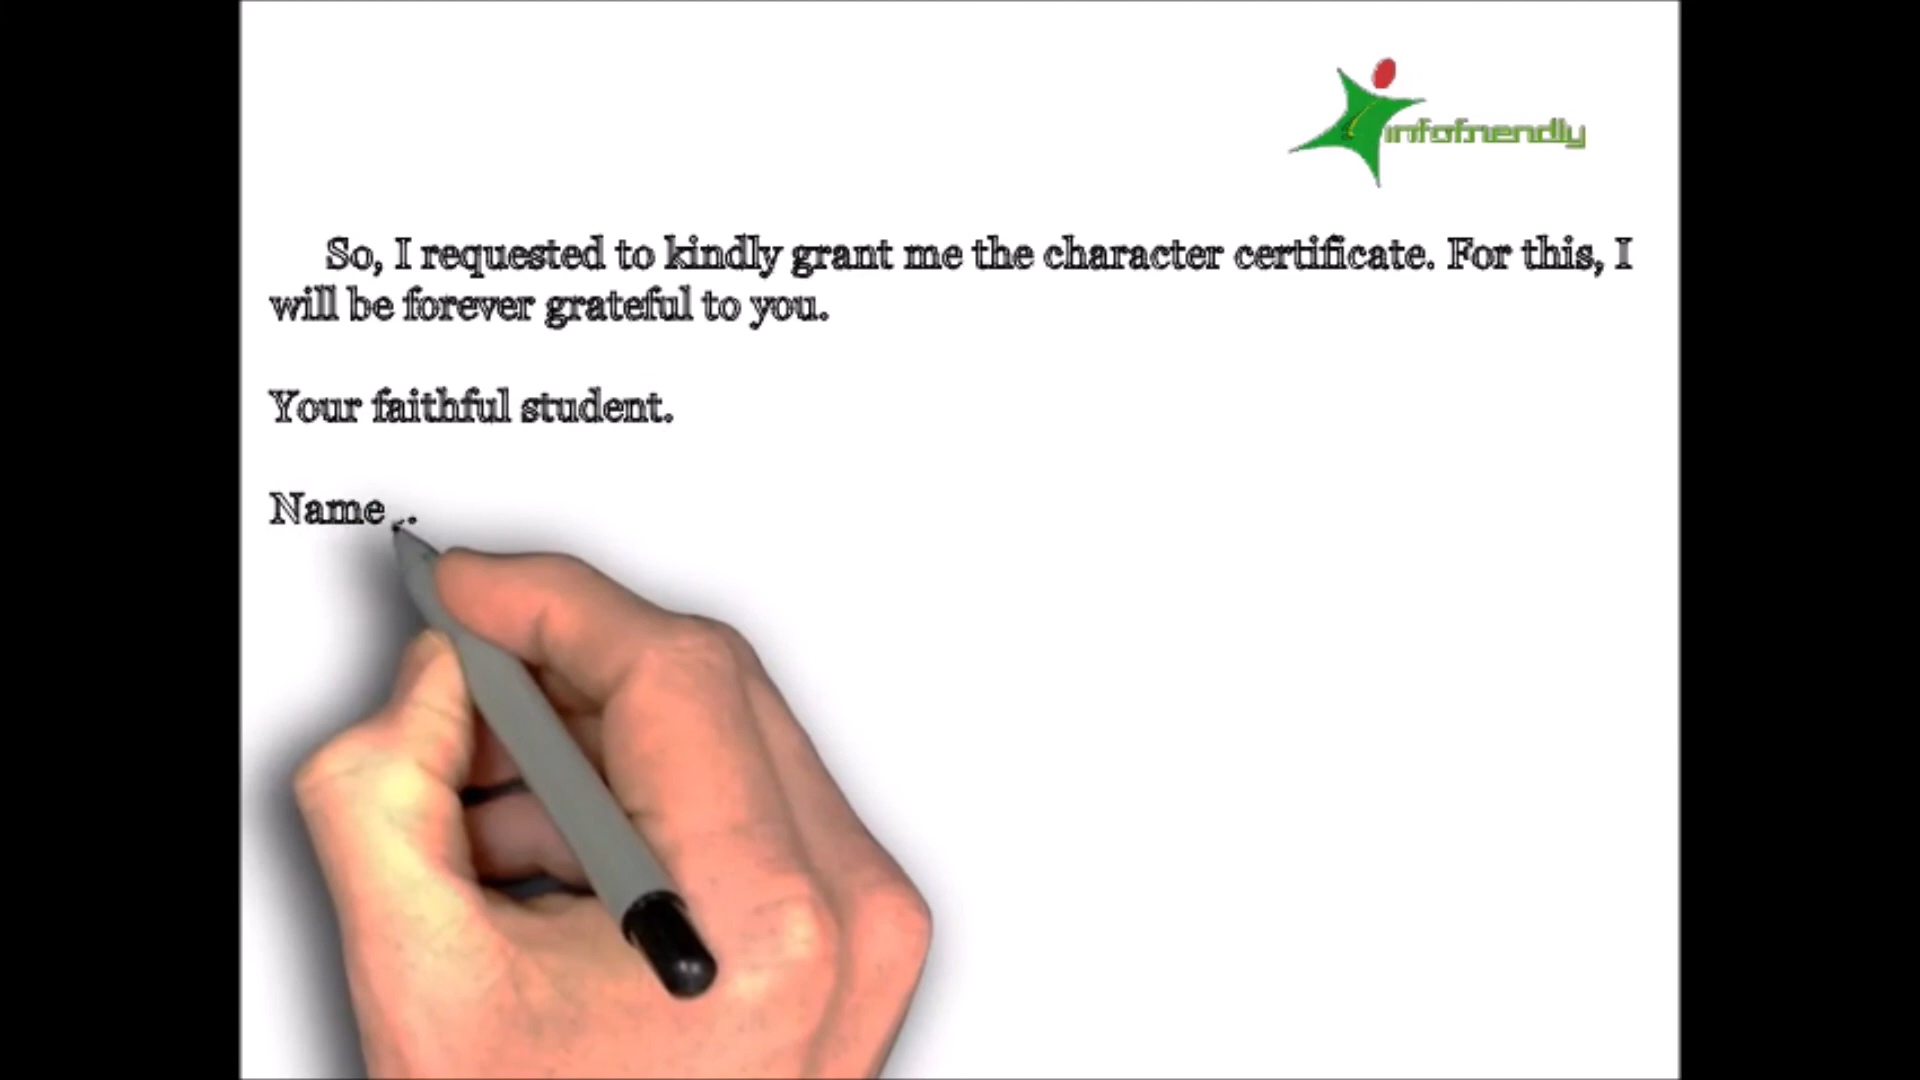 infofriendly
So, I requested to kindly grant me the character certificate. For this, I
will be forever grateful to you.
Your faithful student.
Name ..